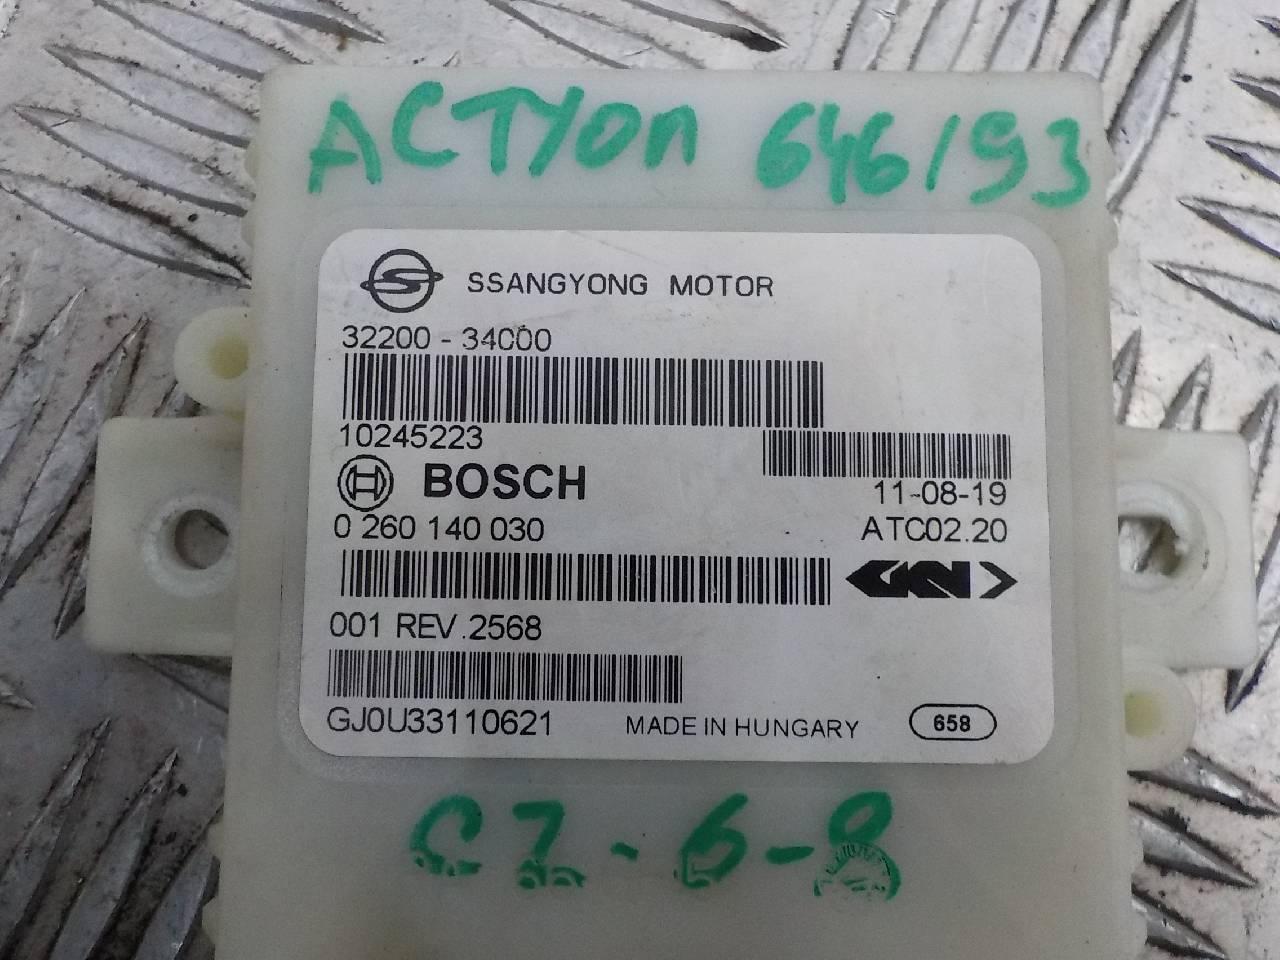 ACTYon 646193
SSANGYONG MOTOR
32200 - 34000
10245223
BOSCH
11-08-19
0 260 140 030
ATC02.20
GKN
001 REV.2568
GJ0U33110621
MADE IN HUNGARY
658
C7-6-8